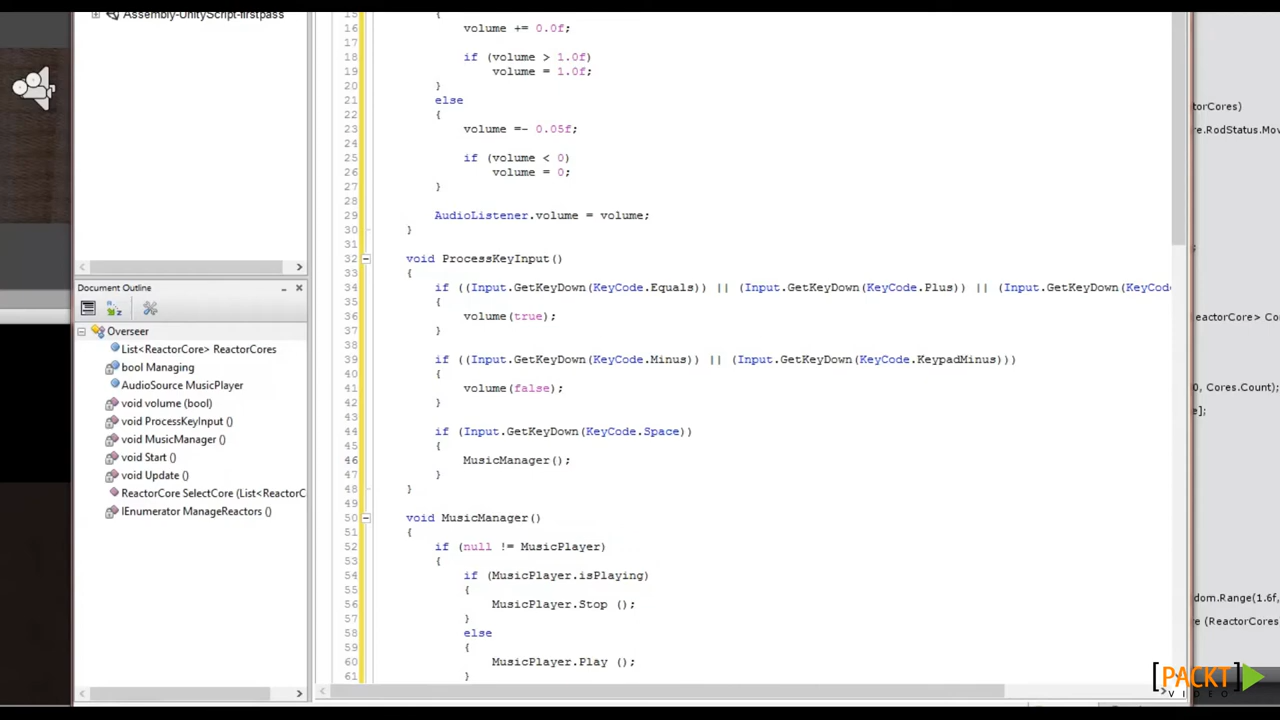 Assembly-UnityScript-firstpass
15 {
16 volume += 0.0f;
17
18 if (volume > 1.0f)
19 volume = 1.0f;
20 }
21 else
22 {
23 volume =- 0.05f;
24
25 if (volume < 0)
26 volume = 0;
27 }
28
29 AudioListener.volume = volume;
30 }
31
32 void ProcessKeyInput()
33 {
34 if ((Input.GetKeyDown(KeyCode.Equals)) || (Input.GetKeyDown(KeyCode.Plus)) || (Input.GetKeyDown(KeyCod
35 {
36 volume(true);
37 }
38
39 if ((Input.GetKeyDown(KeyCode.Minus)) || (Input.GetKeyDown(KeyCode.KeypadMinus)))
40 {
41 volume(false);
42 }
43
44 if (Input.GetKeyDown(KeyCode.Space))
45 {
46 MusicManager();
47 }
48 }
49
50 void MusicManager()
51 {
52 if (null != MusicPlayer)
53 {
54 if (MusicPlayer.isPlaying)
55 {
56 MusicPlayer.Stop ();
57 }
58 else
59 {
60 MusicPlayer.Play ();
61 }
Document Outline
Overseer
List<ReactorCore> ReactorCores
bool Managing
AudioSource MusicPlayer
void volume (bool)
void ProcessKeyInput ()
void MusicManager ()
void Start ()
void Update ()
ReactorCore SelectCore (List<ReactorC
IEnumerator ManageReactors ()
torCores)
re.RodStatus.Mov
;
eactorCore> Co
0, Cores.Count);
e];
dom.Range(1.6f,
re (ReactorCores
[PACKT]
VIDEO